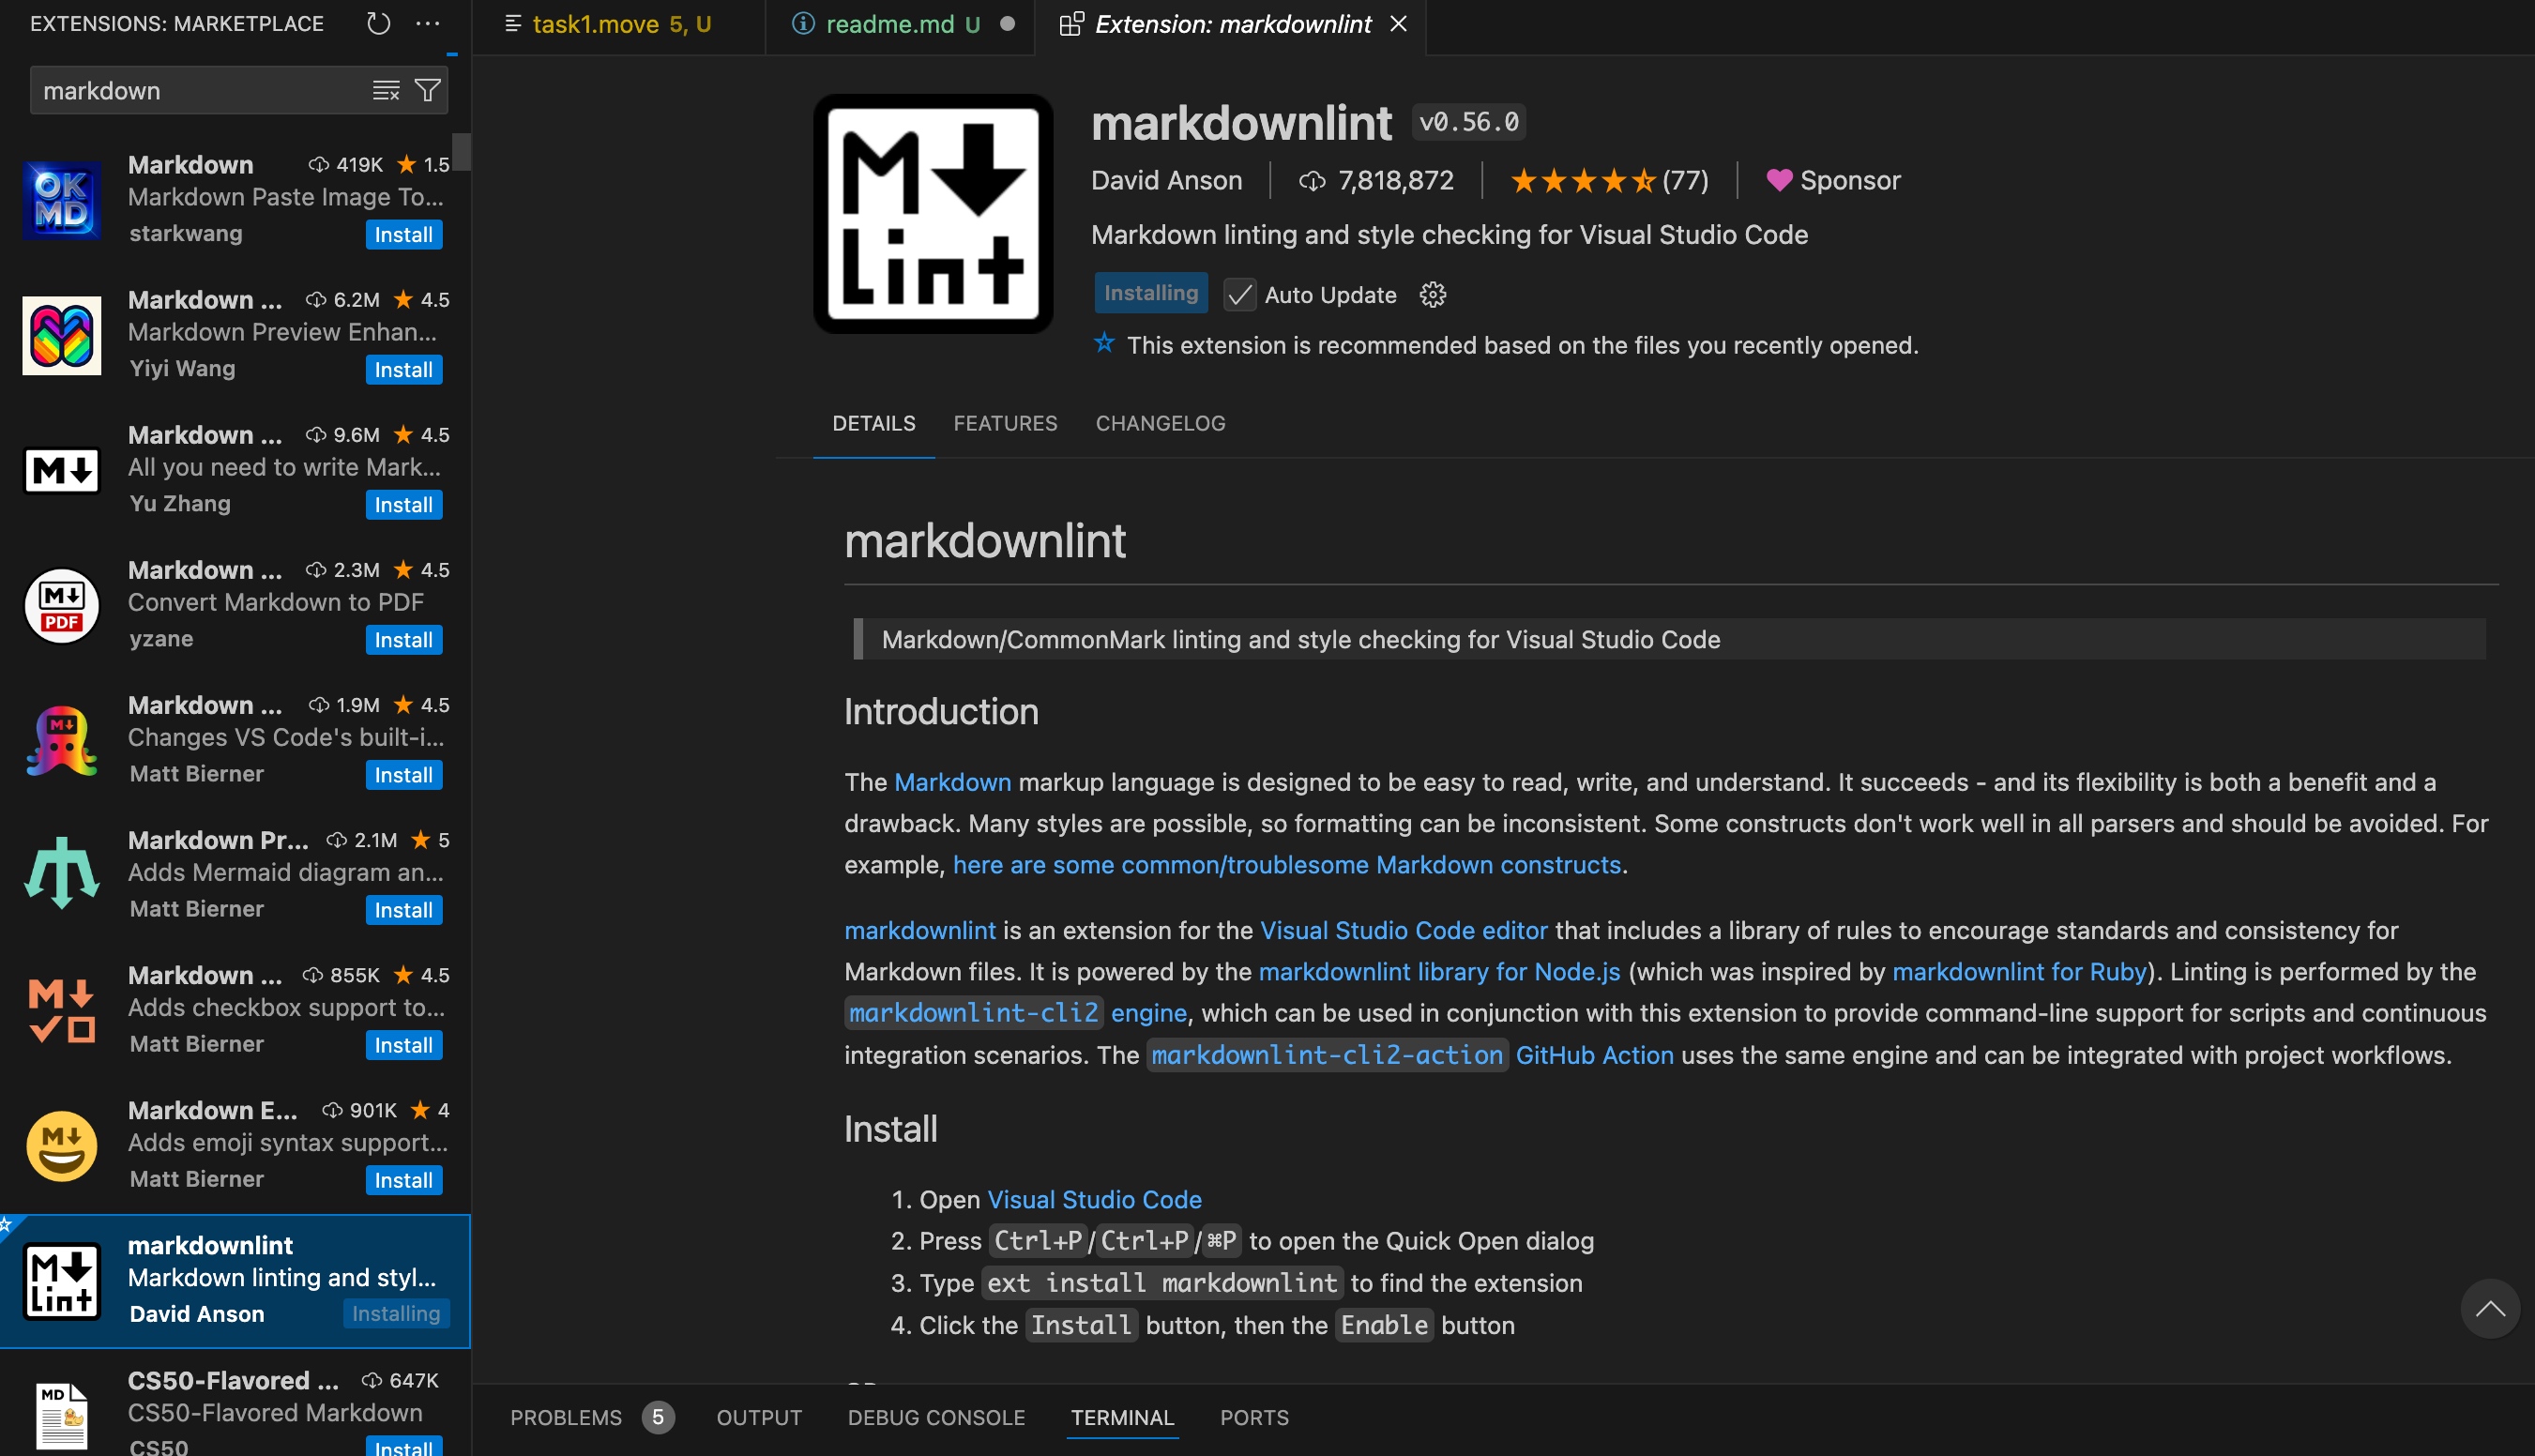 EXTENSIONS: MARKETPLACE
markdown
OK
MD
Markdown 419K 1.5
Markdown Paste Image To...
starkwang
Install
Markdown ... 6.2M 4.5
Markdown Preview Enhan...
Yiyi Wang
Install
M
Markdown ... 9.6M 4.5
All you need to write Mark...
Yu Zhang
Install
M
PDF
Markdown ... 2.3M 4.5
Convert Markdown to PDF
yzane
Install
M
Markdown ... 1.9M 4.5
Changes VS Code's built-i...
Matt Bierner
Install
Markdown Pr... 2.1M 5
Adds Mermaid diagram an...
Matt Bierner
Install
M
Markdown ... 855K 4.5
Adds checkbox support to...
Matt Bierner
Install
M
Markdown E... 901K 4
Adds emoji syntax support...
Matt Bierner
Install
M
lint
markdownlint
Markdown linting and styl...
David Anson
Installing
MD
CS50-Flavored ... 647K
CS50-Flavored Markdown
CS50
Install
task1.move 5, U
readme.md U
Extension: markdownlint
M
lint
markdownlint v0.56.0
David Anson 7,818,872 (77) Sponsor
Markdown linting and style checking for Visual Studio Code
Installing Auto Update
This extension is recommended based on the files you recently opened.
DETAILS FEATURES CHANGELOG
markdownlint
Markdown/CommonMark linting and style checking for Visual Studio Code
Introduction
The Markdown markup language is designed to be easy to read, write, and understand. It succeeds - and its flexibility is both a benefit and a
drawback. Many styles are possible, so formatting can be inconsistent. Some constructs don't work well in all parsers and should be avoided. For
example, here are some common/troublesome Markdown constructs.
markdownlint is an extension for the Visual Studio Code editor that includes a library of rules to encourage standards and consistency for
Markdown files. It is powered by the markdownlint library for Node.js (which was inspired by markdownlint for Ruby). Linting is performed by the
markdownlint-cli2 engine, which can be used in conjunction with this extension to provide command-line support for scripts and continuous
integration scenarios. The markdownlint-cli2-action GitHub Action uses the same engine and can be integrated with project workflows.
Install
1. Open Visual Studio Code
2. Press Ctrl+P/Ctrl+P/⌘P to open the Quick Open dialog
3. Type ext install markdownlint to find the extension
4. Click the Install button, then the Enable button
PROBLEMS 5 OUTPUT DEBUG CONSOLE TERMINAL PORTS